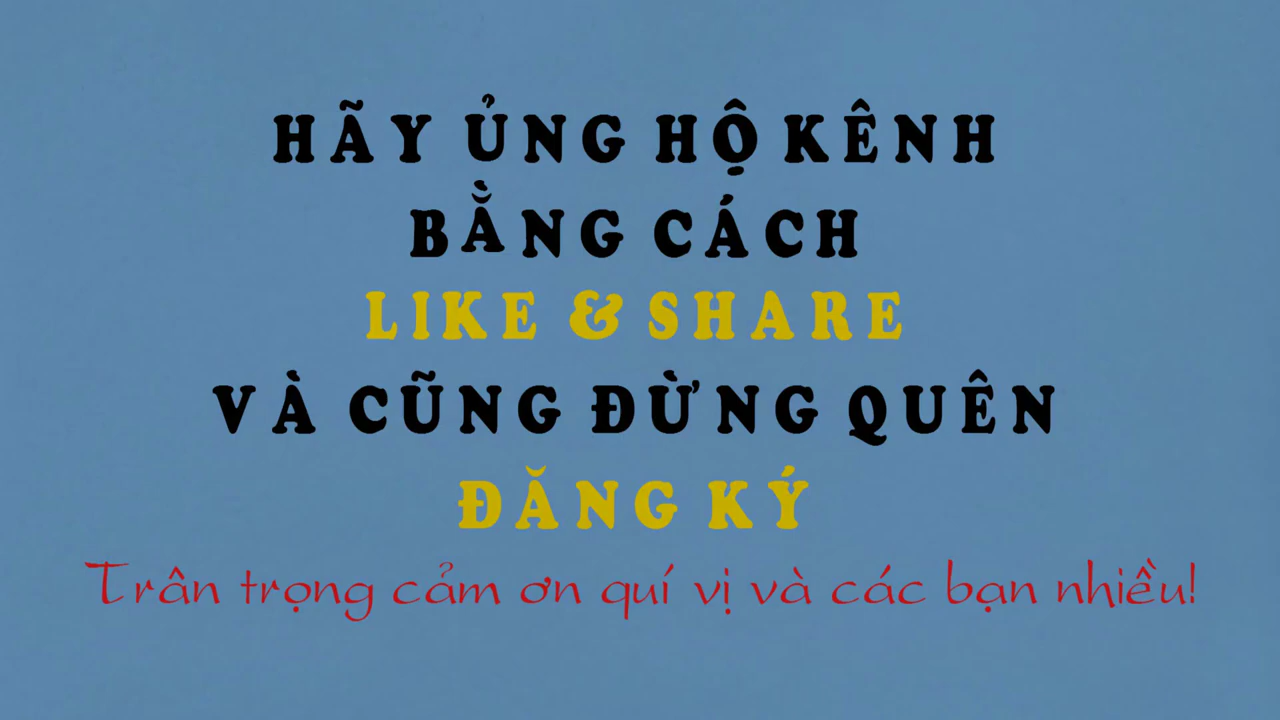 HÃY ỦNG HỘ KÊNH
BẰNG CÁCH
LIKE & SHARE
VÀ CŨNG ĐỪNG QUÊN
ĐĂNG KÝ
Trân trọng cảm ơn quí vị và các bạn nhiều!